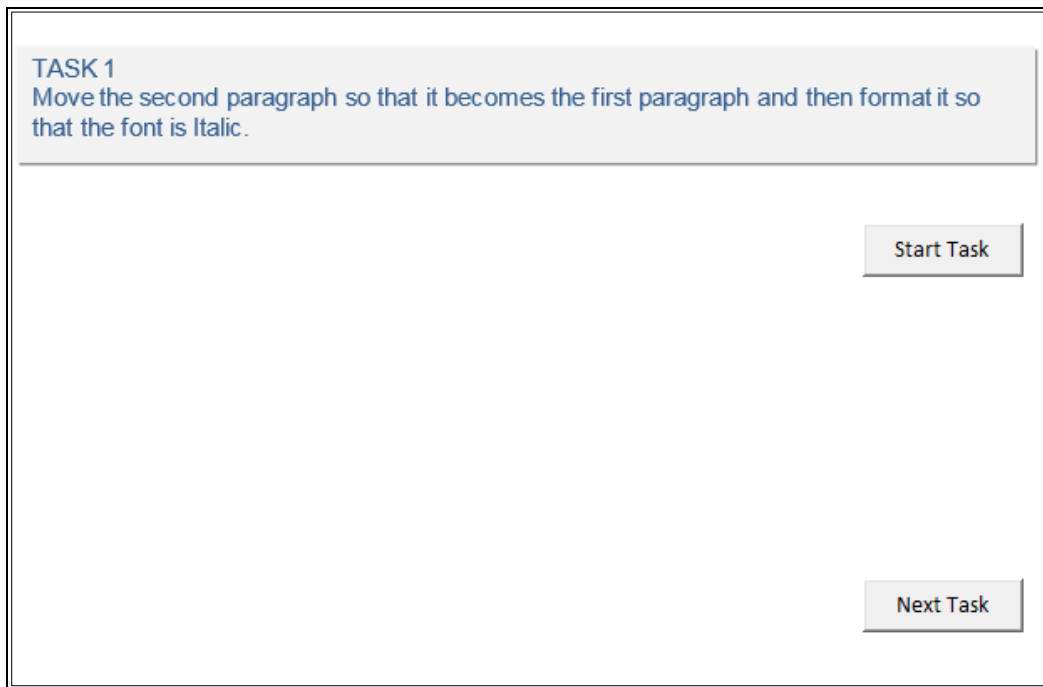 TASK 1
Move the second paragraph so that it becomes the first paragraph and then format it so
that the font is Italic.
Start Task
Next Task